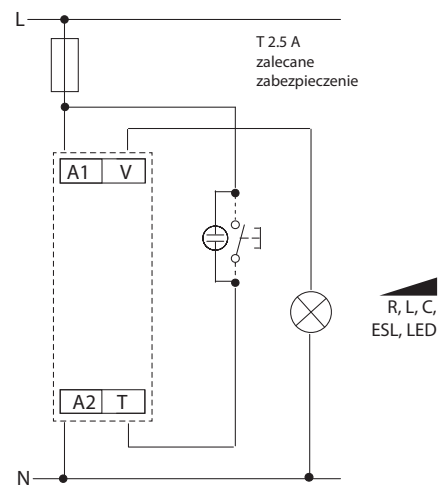 L
T 2.5 A
zalecane
zabezpieczenie
A1 V
R, L, C,
ESL, LED
A2 T
N